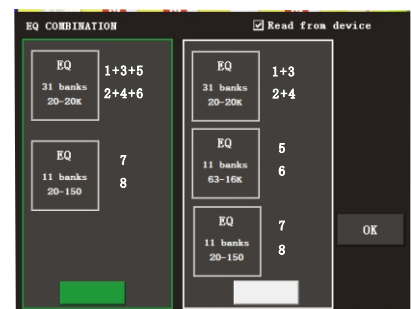 EQ COMBINATION
Read from device
EQ
31 banks
20-20K
1+3+5
2+4+6
EQ
11 banks
20-150
7
8
EQ
31 banks
20-20K
1+3
2+4
EQ
11 banks
63-16K
5
6
EQ
11 banks
20-150
7
8
OK